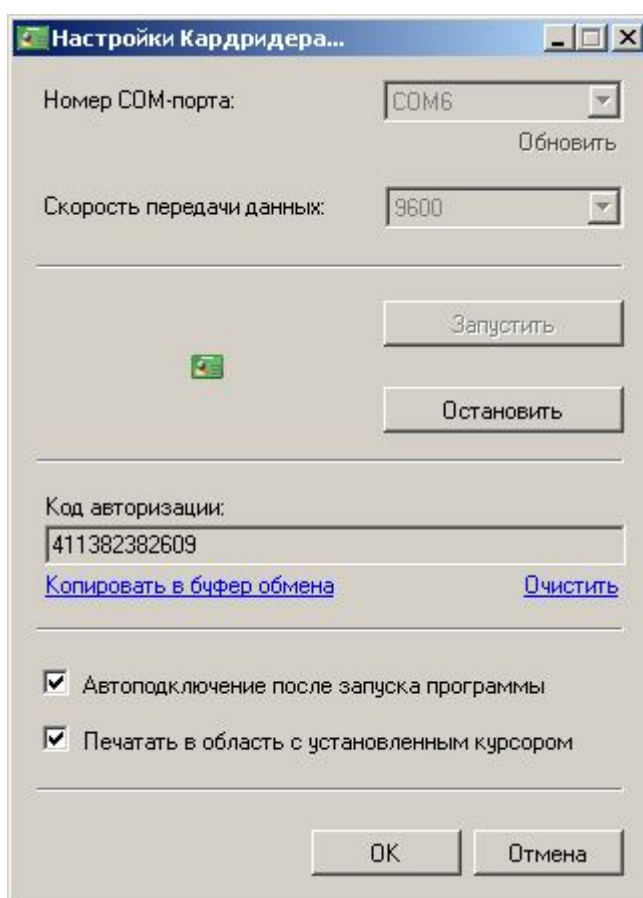 Настройки Кардридера...
Номер COM-порта:
COM6
Обновить
Скорость передачи данных:
9600
Запустить
Остановить
Код авторизации:
411382382609
Копировать в буфер обмена
Очистить
Автоподключение после запуска программы
Печатать в область с установленным курсором
OK
Отмена